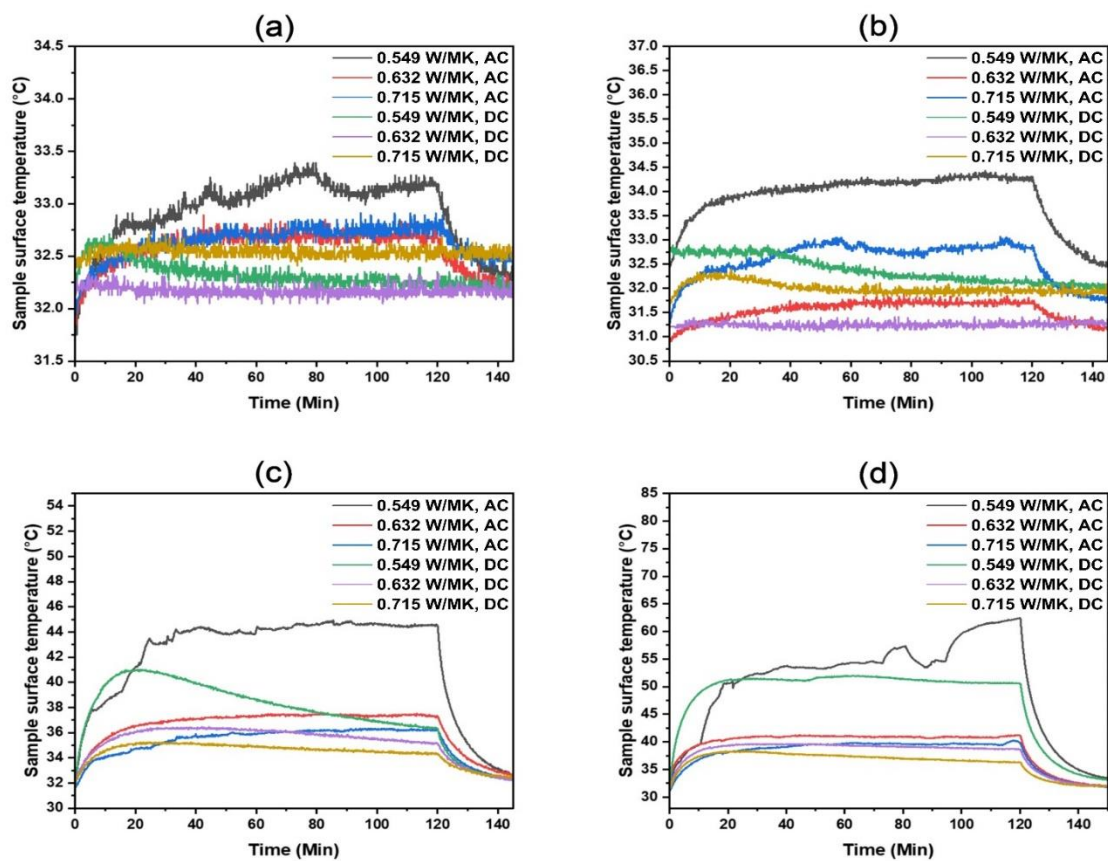 (a)
34.5
34.0
33.5
33.0
32.5
32.0
31.5
Sample surface temperature (°C)
0.549 W/MK, AC
0.632 W/MK, AC
0.715 W/MK, AC
0.549 W/MK, DC
0.632 W/MK, DC
0.715 W/MK, DC
0 20 40 60 80 100 120 140
Time (Min)
(b)
37.0
36.5
36.0
35.5
35.0
34.5
34.0
33.5
33.0
32.5
32.0
31.5
31.0
30.5
Sample surface temperature (°C)
0.549 W/MK, AC
0.632 W/MK, AC
0.715 W/MK, AC
0.549 W/MK, DC
0.632 W/MK, DC
0.715 W/MK, DC
0 20 40 60 80 100 120 140
Time (Min)
(c)
54
52
50
48
46
44
42
40
38
36
34
32
30
Sample surface temperature (°C)
0.549 W/MK, AC
0.632 W/MK, AC
0.715 W/MK, AC
0.549 W/MK, DC
0.632 W/MK, DC
0.715 W/MK, DC
0 20 40 60 80 100 120 140
Time (Min)
(d)
85
80
75
70
65
60
55
50
45
40
35
30
Sample surface temperature (°C)
0.549 W/MK, AC
0.632 W/MK, AC
0.715 W/MK, AC
0.549 W/MK, DC
0.632 W/MK, DC
0.715 W/MK, DC
0 20 40 60 80 100 120 140
Time (Min)